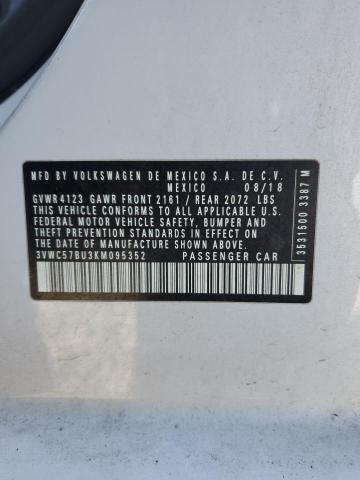 MFD BY VOLKSWAGEN DE MEXICO S.A. DE C.V.
MEXICO 08/18
GVWR 4123 GAWR FRONT 2161 / REAR 2072 LBS
THIS VEHICLE CONFORMS TO ALL APPLICABLE U.S.
FEDERAL MOTOR VEHICLE SAFETY, BUMPER AND
THEFT PREVENTION STANDARDS IN EFFECT ON THE
DATE OF MANUFACTURE SHOWN ABOVE.
3VWC57BU3KM095352 PASSENGER CAR
3531500 3387 M